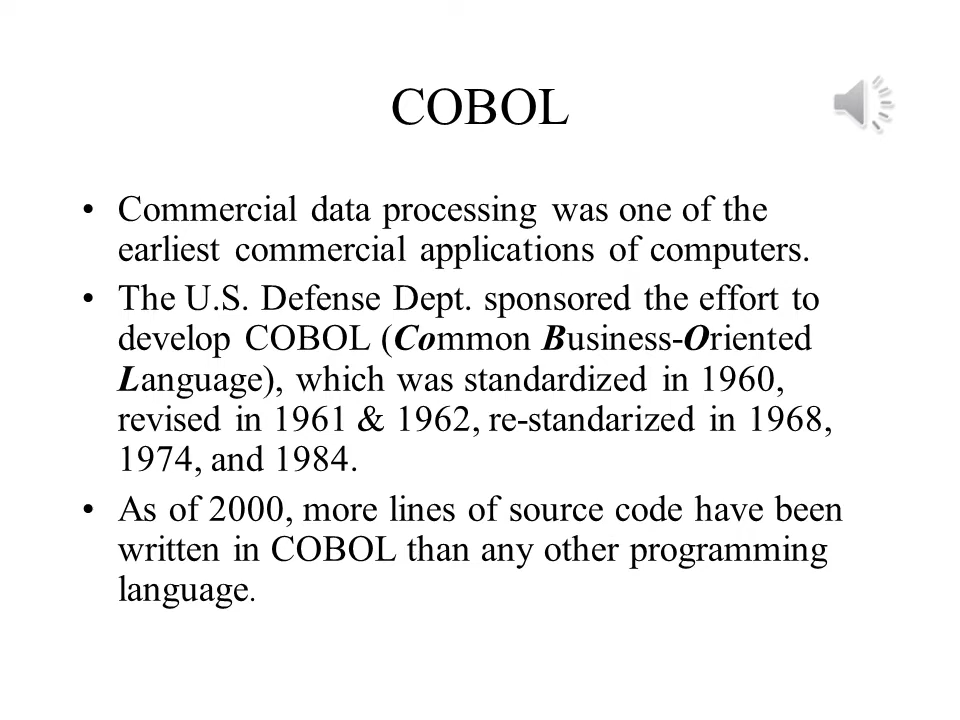 COBOL
• Commercial data processing was one of the
earliest commercial applications of computers.
• The U.S. Defense Dept. sponsored the effort to
develop COBOL (Common Business-Oriented
Language), which was standardized in 1960,
revised in 1961 & 1962, re-standarized in 1968,
1974, and 1984.
• As of 2000, more lines of source code have been
written in COBOL than any other programming
language.